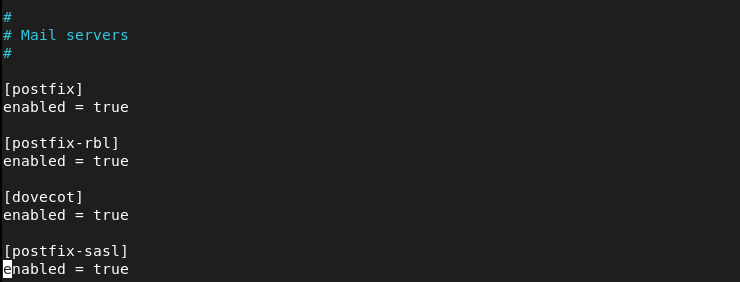 #
# Mail servers
#
[postfix]
enabled = true
[postfix-rbl]
enabled = true
[dovecot]
enabled = true
[postfix-sasl]
enabled = true